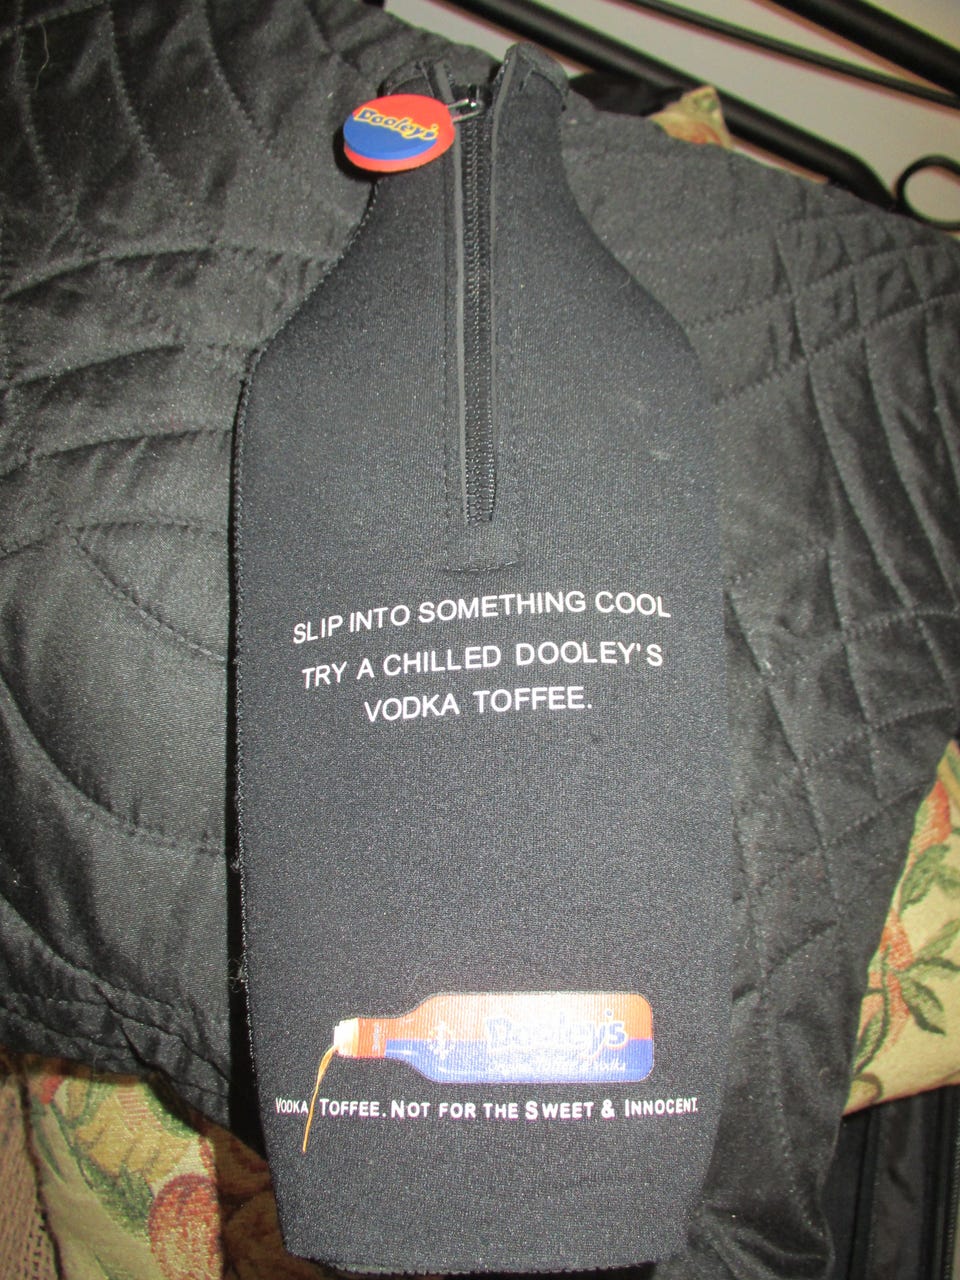 Dooley's
SLIP INTO SOMETHING COOL
TRY A CHILLED DOOLEY'S
VODKA TOFFEE.
Dooley's
VODKA TOFFEE. NOT FOR THE SWEET & INNOCENT.